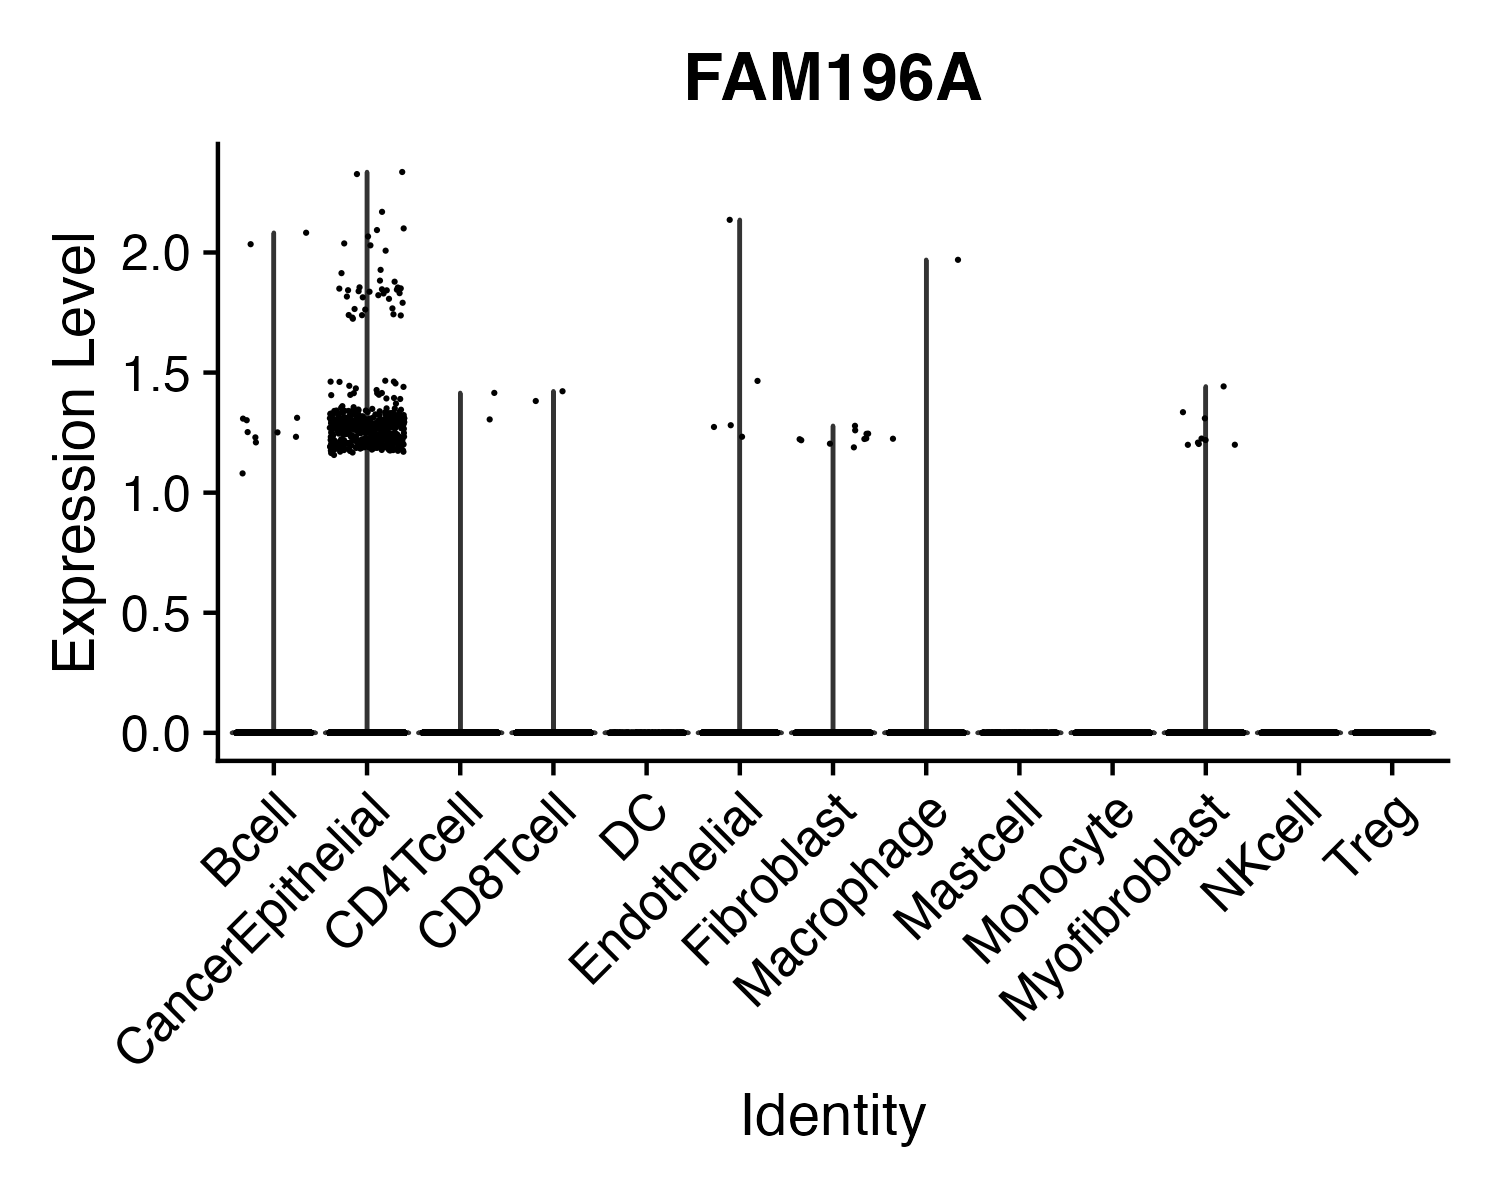 FAM196A
Expression Level
2.0
1.5
1.0
0.5
0.0
Bcell
CancerEpithelial
CD4Tcell
CD8Tcell
DC
Endothelial
Fibroblast
Macrophage
Mastcell
Monocyte
Myofibroblast
NKcell
Treg
Identity